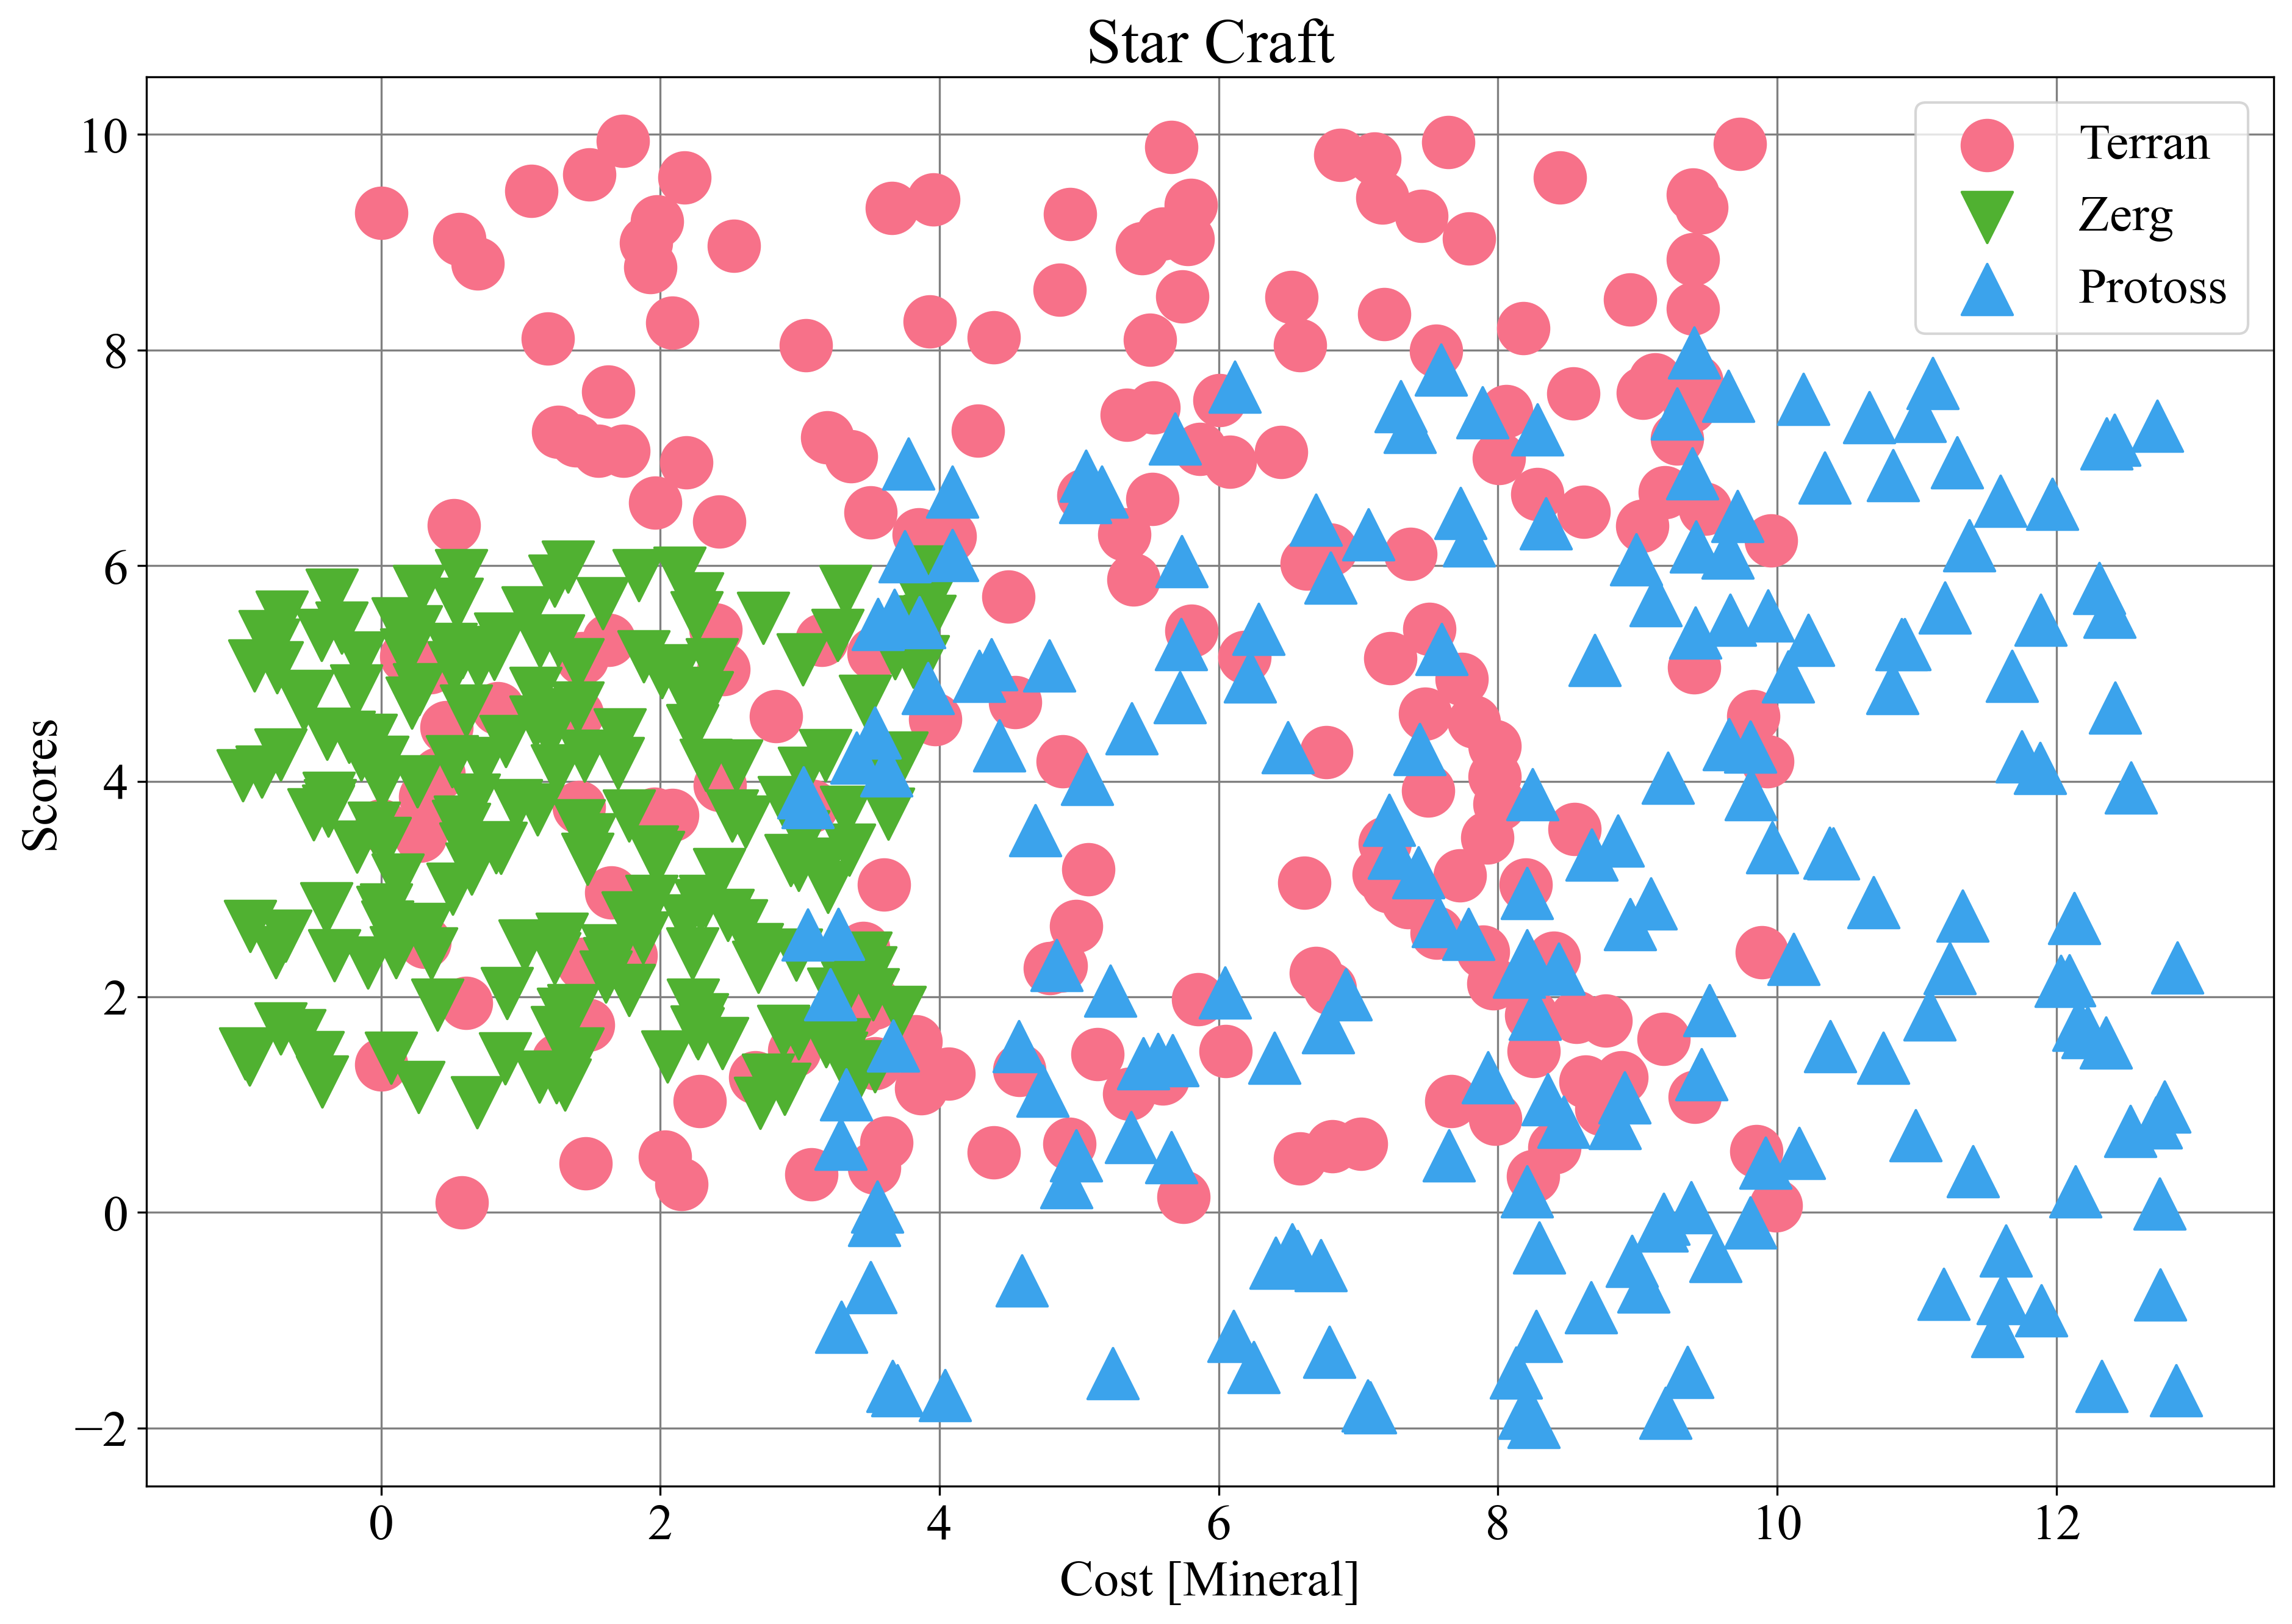 Star Craft
Terran
Zerg
Protoss
10
8
6
4
2
0
−2
Scores
0 2 4 6 8 10 12
Cost [Mineral]